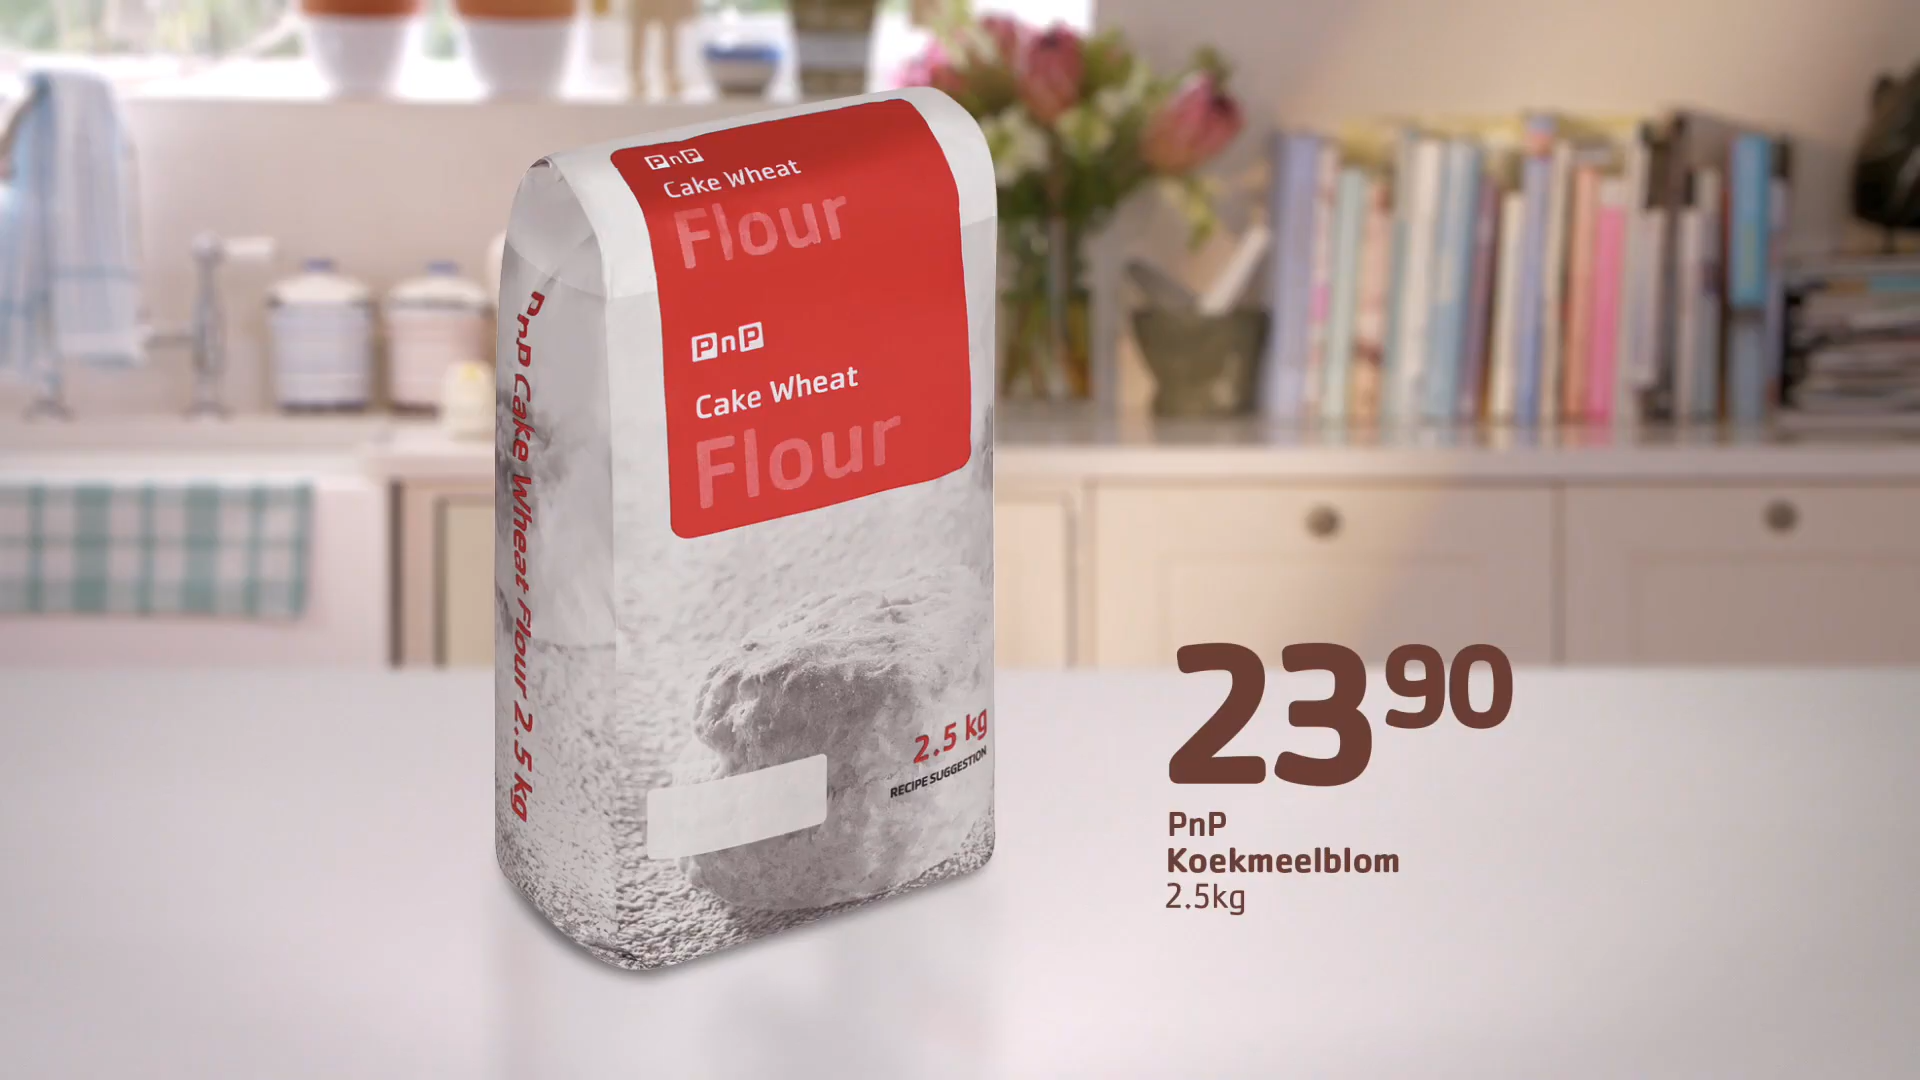 PnP
Cake Wheat
Flour
PnP
Cake Wheat
Flour
PnP Cake Wheat Flour 2.5 kg
2.5 kg
RECIPE SUGGESTION
23 90
PnP
Koekmeelblom
2.5kg